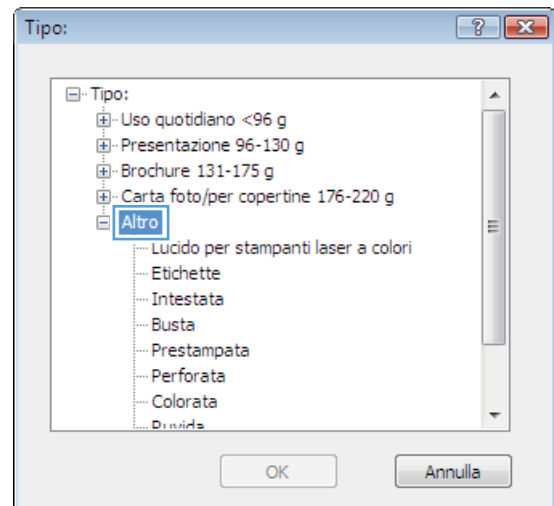 Tipo:
Tipo:
Uso quotidiano <96 g
Presentazione 96-130 g
Brochure 131-175 g
Carta foto/per copertine 176-220 g
Altro
Lucido per stampanti laser a colori
Etichette
Intestata
Busta
Prestampata
Perforata
Colorata
Ruvida
OK Annulla